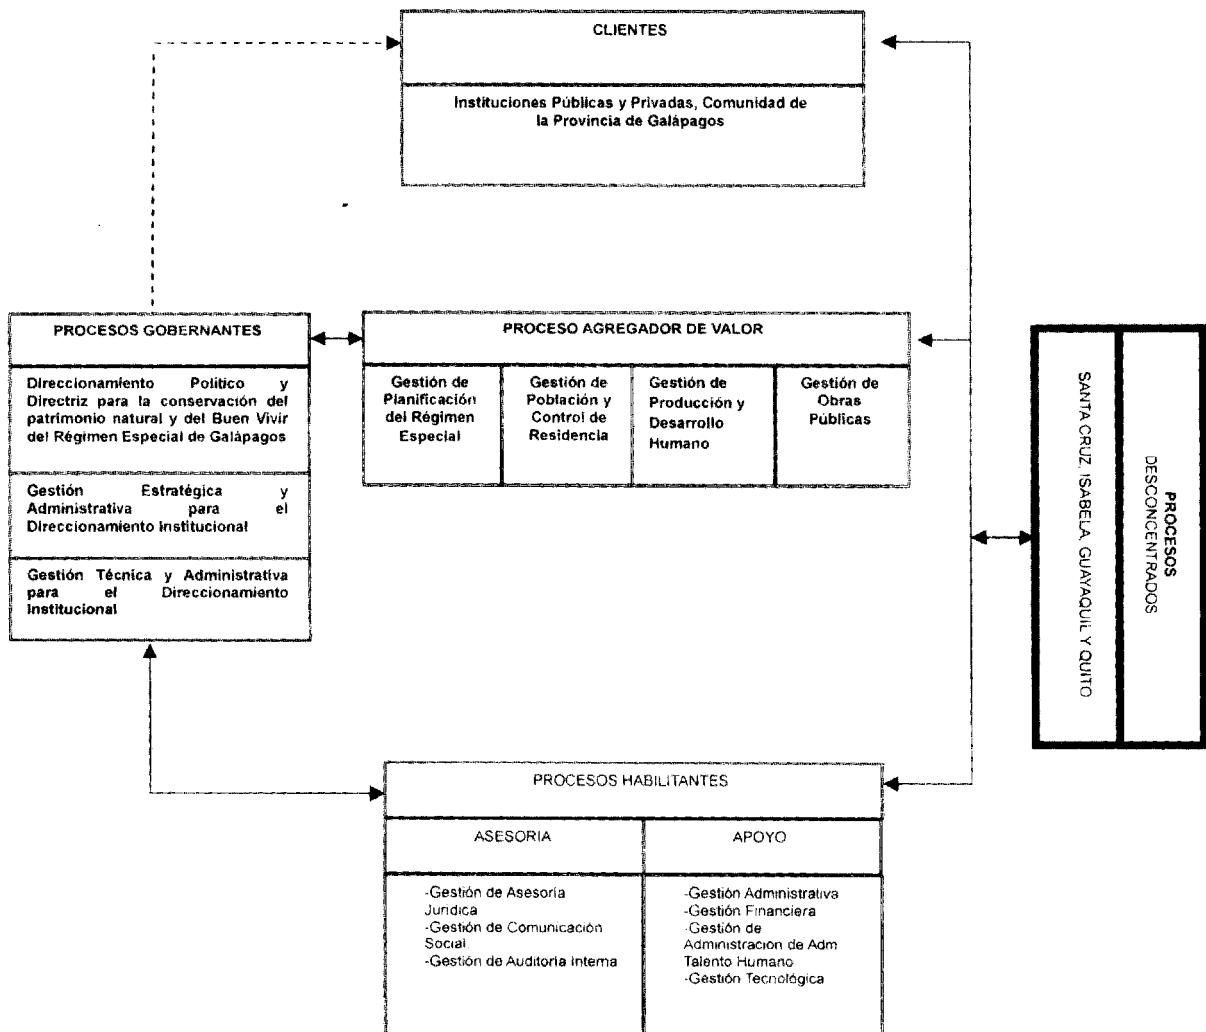 CLIENTES
Instituciones Públicas y Privadas, Comunidad de
la Provincia de Galápagos
PROCESOS GOBERNANTES
Direccionamiento Político y
Directriz para la conservación del
patrimonio natural y del Buen Vivir
del Régimen Especial de Galápagos
Gestión Estratégica y
Administrativa para el
Direccionamiento Institucional
Gestión Técnica y Administrativa
para el Direccionamiento
Institucional
PROCESO AGREGADOR DE VALOR
Gestión de
Planificación
del Régimen
Especial
Gestión de
Población y
Control de
Residencia
Gestión de
Producción y
Desarrollo
Humano
Gestión de
Obras
Públicas
PROCESOS
DESCONCENTRADOS
SANTA CRUZ, ISABELA, GUAYAQUIL Y QUITO
PROCESOS HABILITANTES
ASESORIA
-Gestión de Asesoría
Jurídica
-Gestión de Comunicación
Social
-Gestión de Auditoría Interna
APOYO
-Gestión Administrativa
-Gestión Financiera
-Gestión de
Administración de Adm
Talento Humano
-Gestión Tecnológica